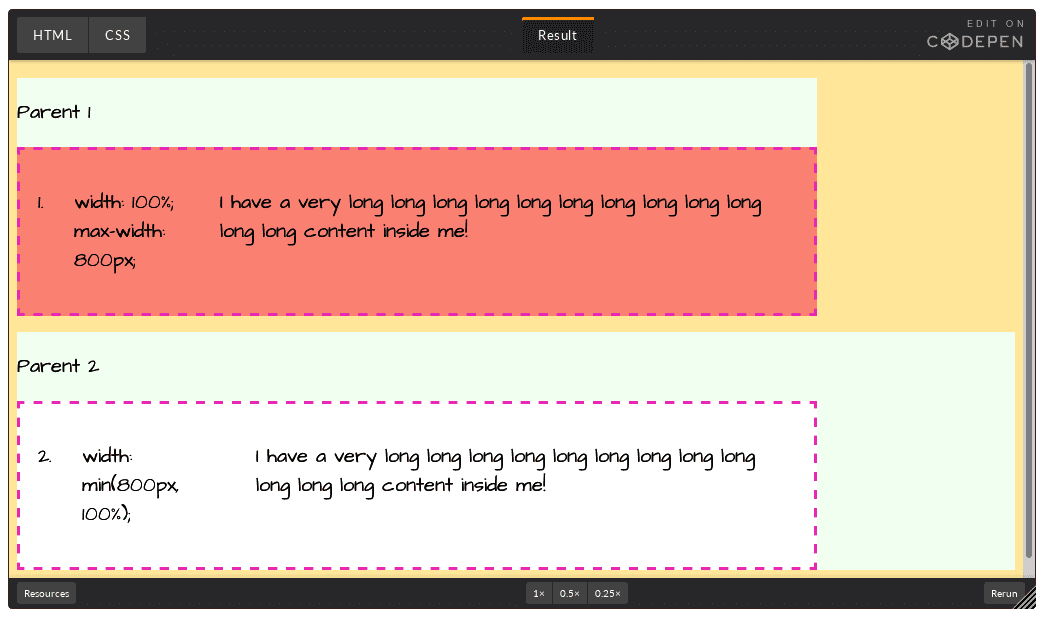 HTML CSS Result EDIT ON
CODEPEN
Parent 1
1. width: 100%; I have a very long long long long long long long long long long
max-width: long long content inside me!
800px;
Parent 2
2. width: I have a very long long long long long long long long long
min(800px, long long long content inside me!
100%);
Resources 1× 0.5× 0.25× Rerun